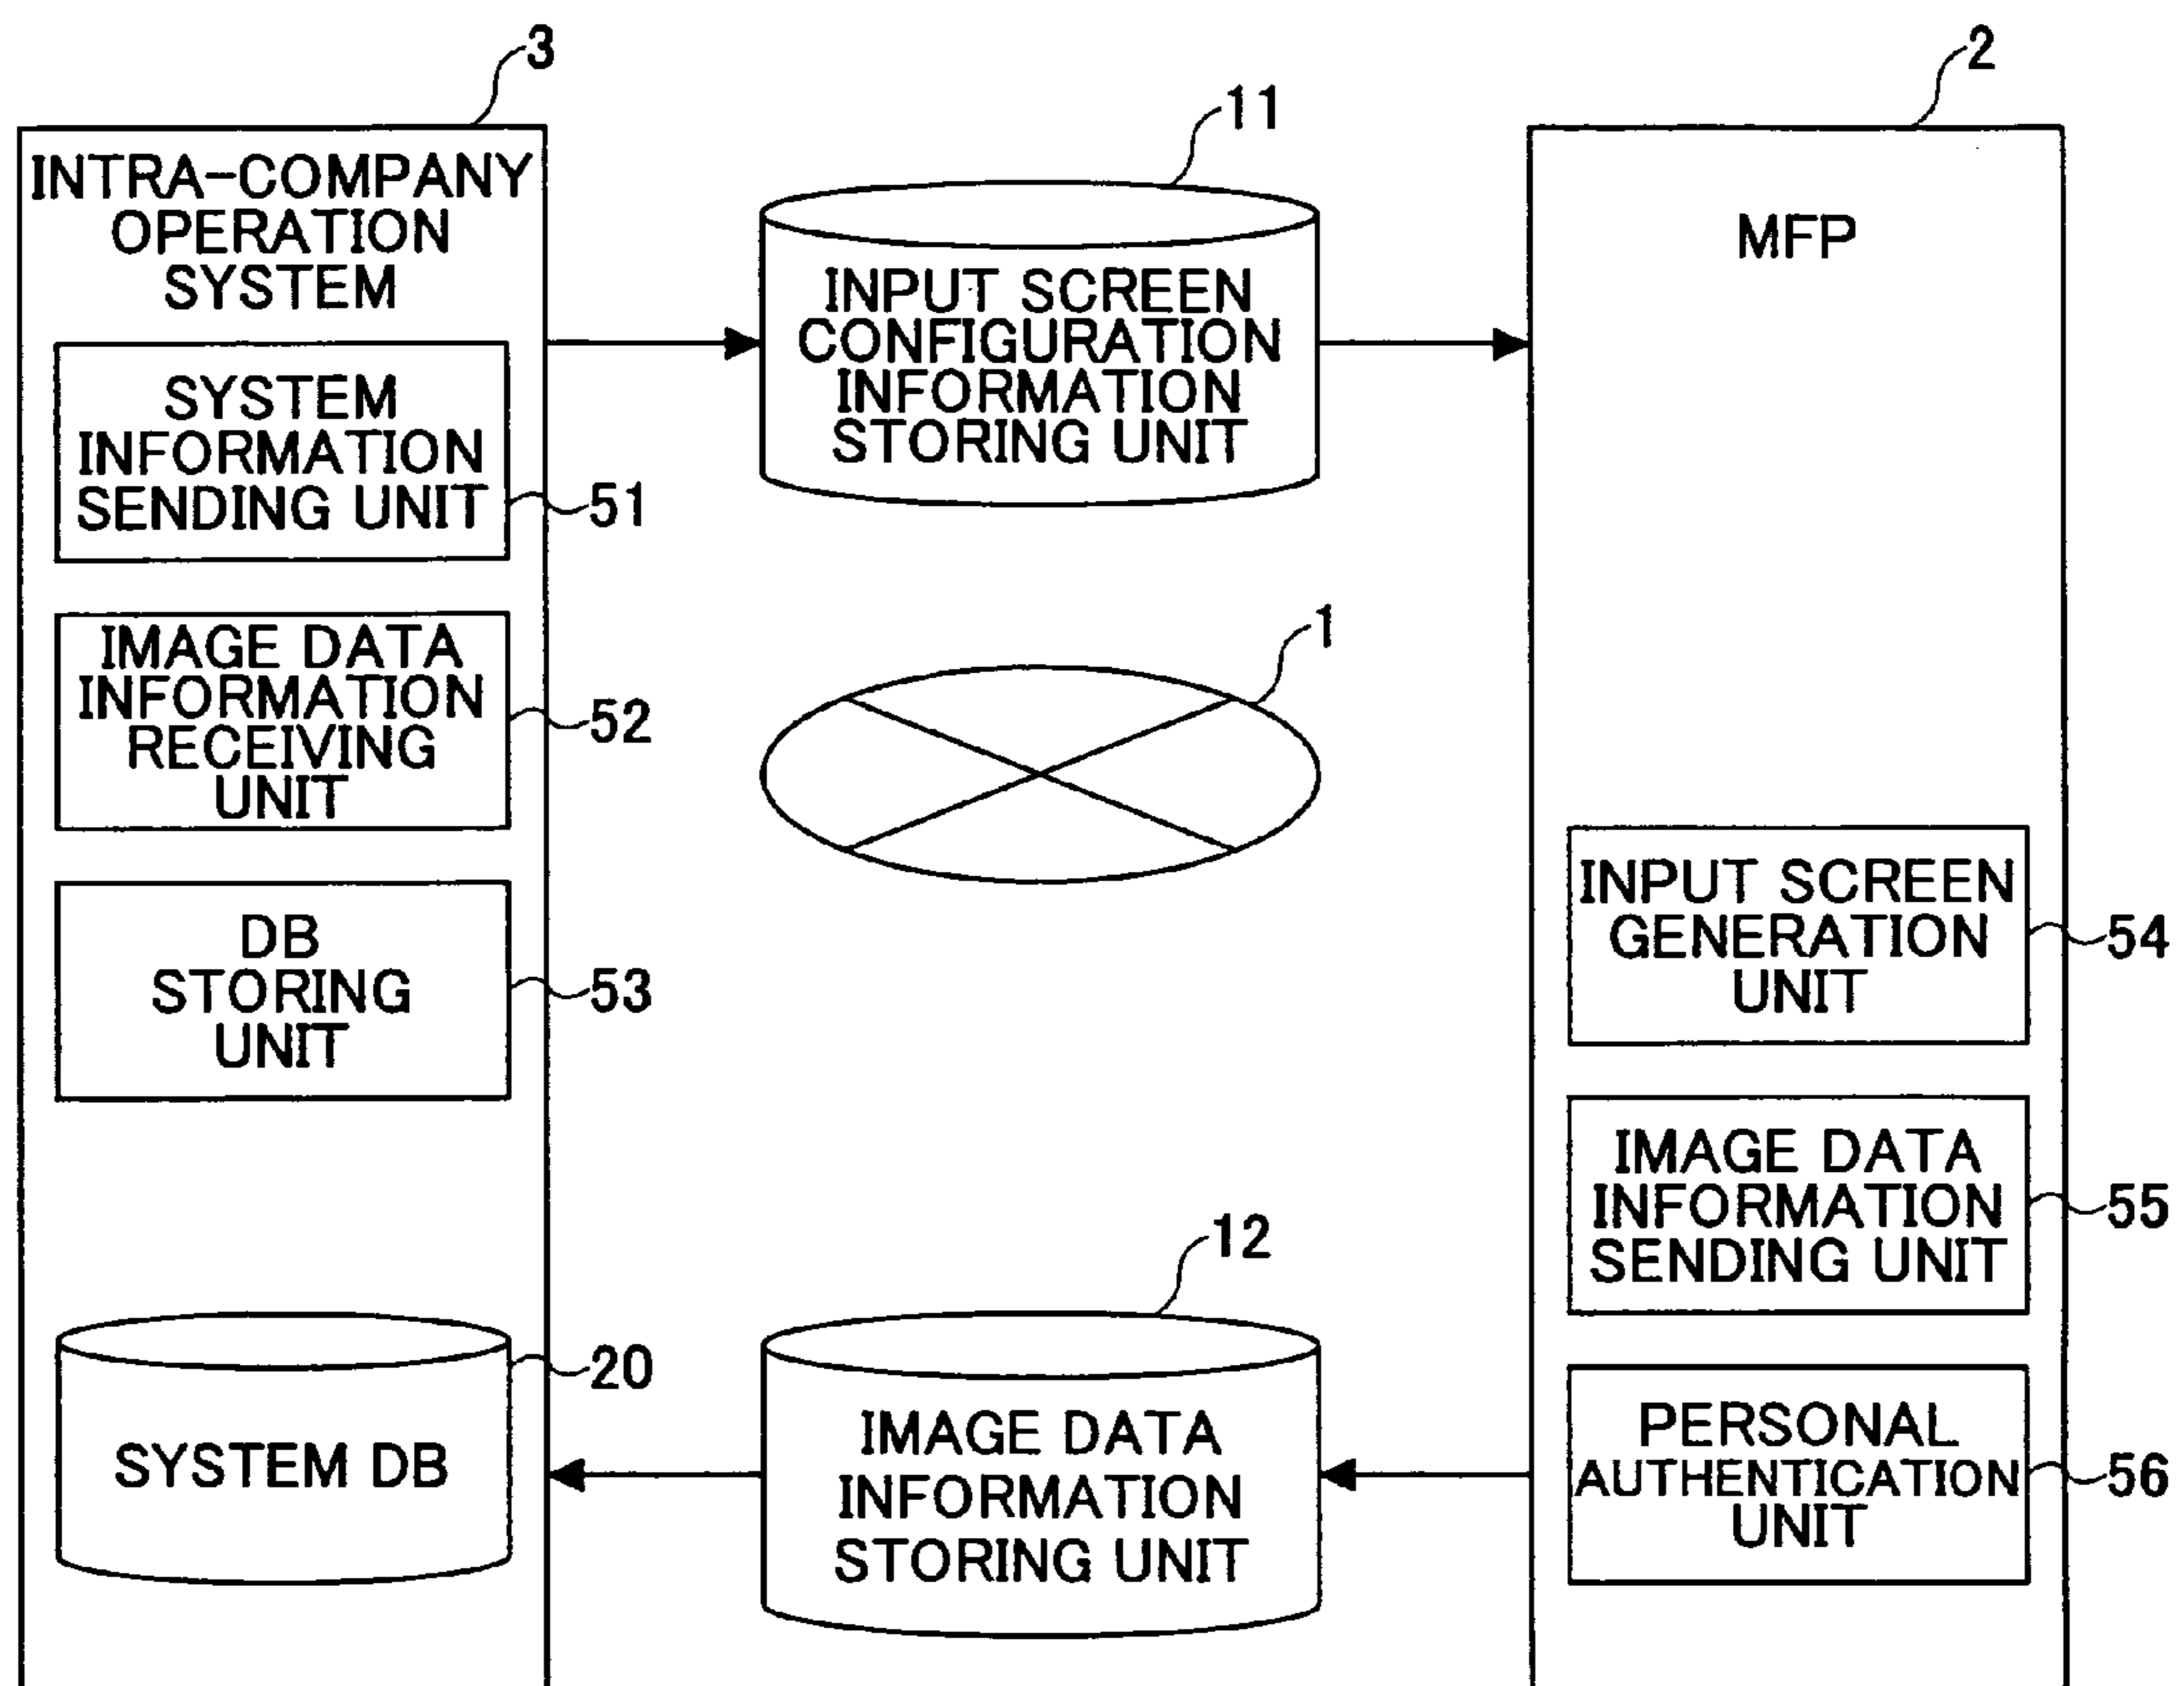 3
INTRA-COMPANY
OPERATION
SYSTEM
SYSTEM
INFORMATION
SENDING UNIT
51
IMAGE DATA
INFORMATION
RECEIVING
UNIT
52
DB
STORING
UNIT
53
SYSTEM DB
20
11
INPUT SCREEN
CONFIGURATION
INFORMATION
STORING UNIT
1
12
IMAGE DATA
INFORMATION
STORING UNIT
2
MFP
INPUT SCREEN
GENERATION
UNIT
54
IMAGE DATA
INFORMATION
SENDING UNIT
55
PERSONAL
AUTHENTICATION
UNIT
56